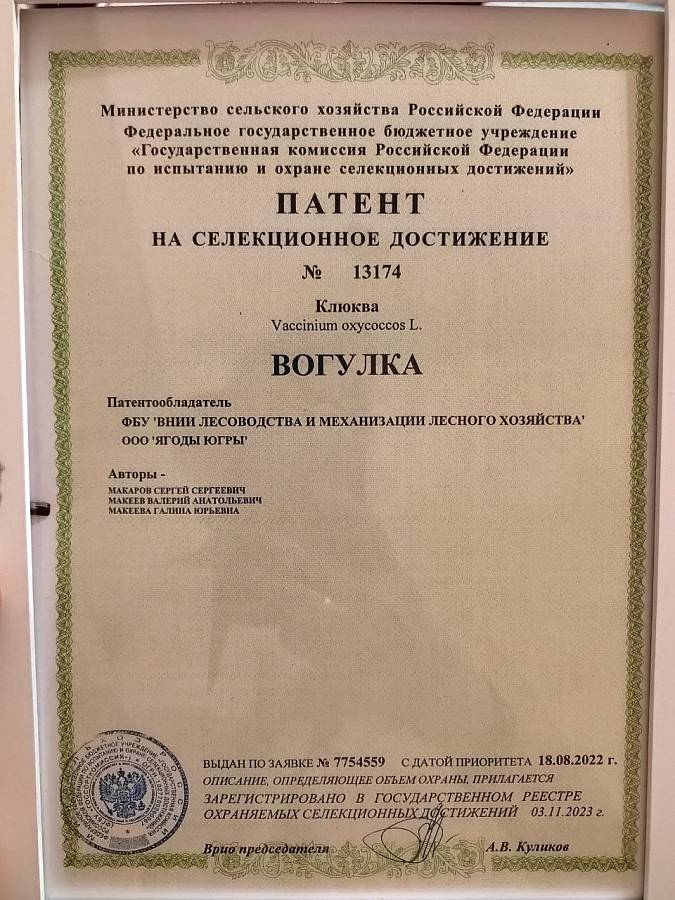 Министерство сельского хозяйства Российской Федерации
Федеральное государственное бюджетное учреждение
«Государственная комиссия Российской Федерации
по испытанию и охране селекционных достижений»
ПАТЕНТ
НА СЕЛЕКЦИОННОЕ ДОСТИЖЕНИЕ
№ 13174
Клюква
Vaccinium oxycoccos L.
ВОГУЛКА
Патентообладатель
ФБУ 'ВНИИ ЛЕСОВОДСТВА И МЕХАНИЗАЦИИ ЛЕСНОГО ХОЗЯЙСТВА'
ООО 'ЯГОДЫ ЮГРЫ'
Авторы -
МАКАРОВ СЕРГЕЙ СЕРГЕЕВИЧ
МАКЕЕВ ВАЛЕРИЙ АНАТОЛЬЕВИЧ
МАКЕЕВА ГАЛИНА ЮРЬЕВНА
ВЫДАН ПО ЗАЯВКЕ № 7754559 С ДАТОЙ ПРИОРИТЕТА 18.08.2022 г.
ОПИСАНИЕ, ОПРЕДЕЛЯЮЩЕЕ ОБЪЕМ ОХРАНЫ, ПРИЛАГАЕТСЯ
ЗАРЕГИСТРИРОВАНО В ГОСУДАРСТВЕННОМ РЕЕСТРЕ
ОХРАНЯЕМЫХ СЕЛЕКЦИОННЫХ ДОСТИЖЕНИЙ 03.11.2023 г.
Врио председателя А.В. Куликов